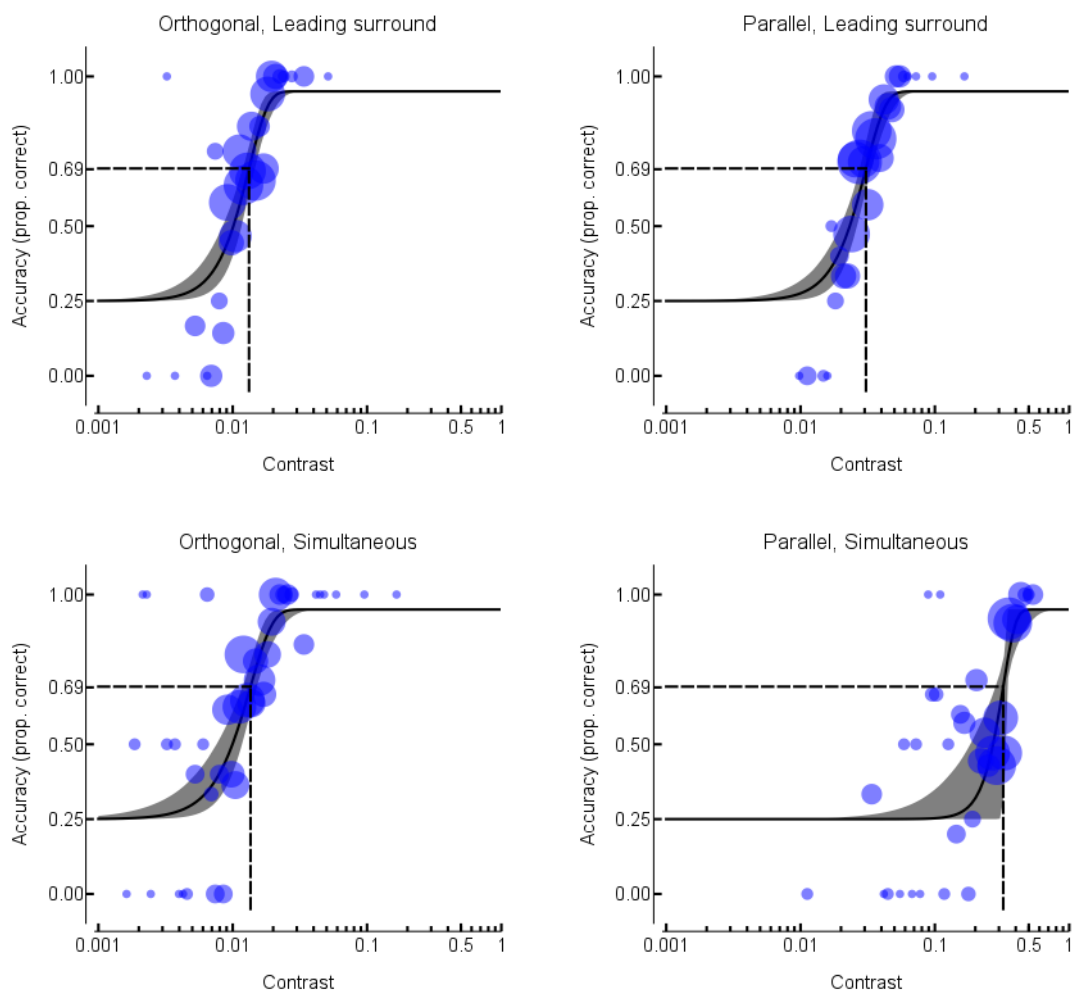 Orthogonal, Leading surround
1.00
0.69
0.50
0.25
0.00
Accuracy (prop. correct)
0.001 0.01 0.1 0.5 1
Contrast
Parallel, Leading surround
1.00
0.69
0.50
0.25
0.00
Accuracy (prop. correct)
0.001 0.01 0.1 0.5 1
Contrast
Orthogonal, Simultaneous
1.00
0.69
0.50
0.25
0.00
Accuracy (prop. correct)
0.001 0.01 0.1 0.5 1
Contrast
Parallel, Simultaneous
1.00
0.69
0.50
0.25
0.00
Accuracy (prop. correct)
0.001 0.01 0.1 0.5 1
Contrast